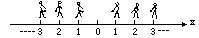 ----3 2 1 0 1 2 3--- x